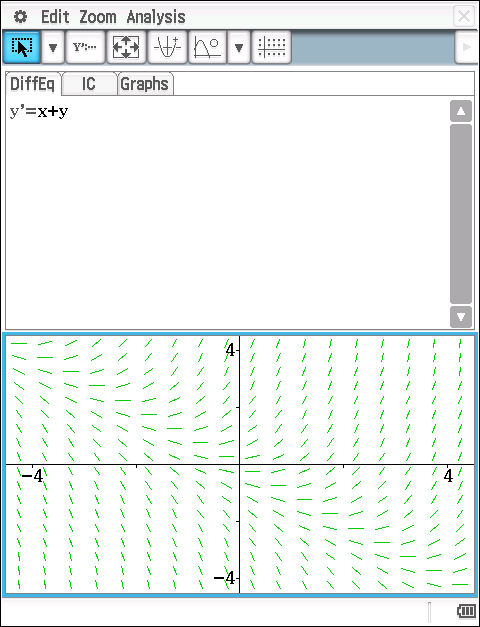 Edit Zoom Analysis
Y':···
DiffEq IC Graphs
y'=x+y
4
-4 4
-4